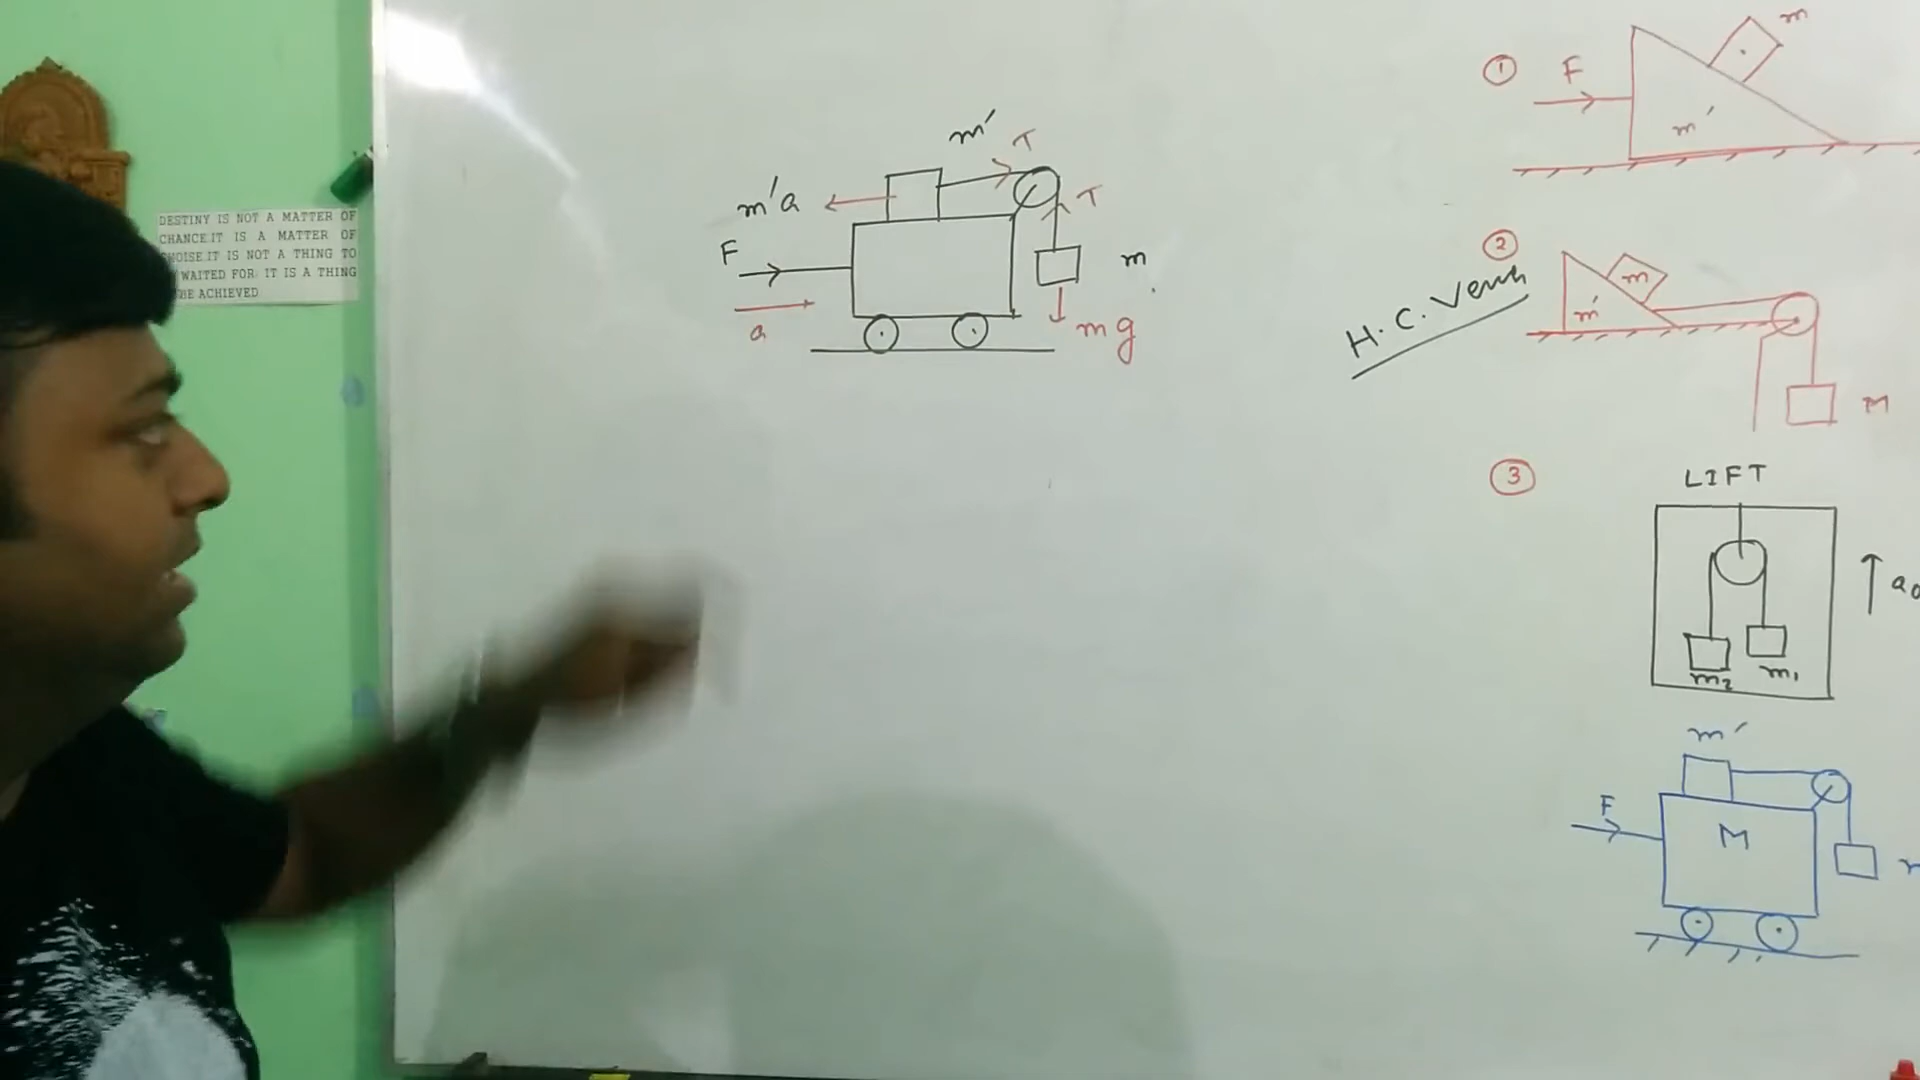 DESTINY IS NOT A MATTER OF
CHANCE.IT IS A MATTER OF
IT IS NOT A THING TO
WAITED FOR. IT IS A THING
BE ACHIEVED
m′
T
m′a
T
F
m
a
mg
H.C. Verma
①
F
m
m′
②
m
m′
M
③
LIFT
a₀
m₂
m₁
m′
F
M